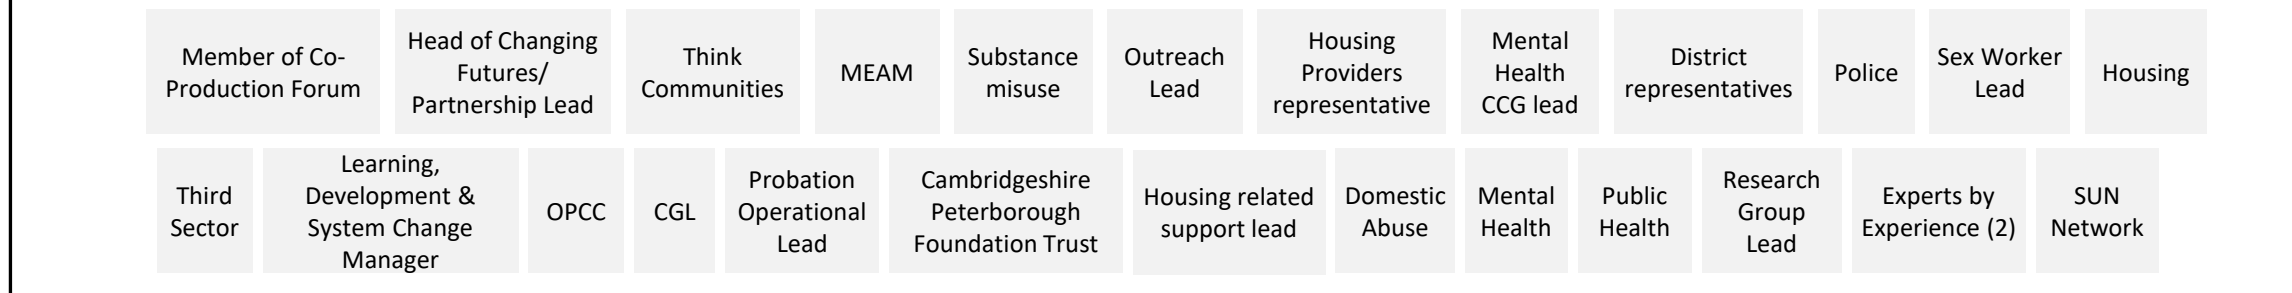 Member of Co-
Production Forum
Head of Changing
Futures/
Partnership Lead
Think
Communities
MEAM
Substance
misuse
Outreach
Lead
Housing
Providers
representative
Mental
Health
CCG lead
District
representatives
Police
Sex Worker
Lead
Housing
Third
Sector
Learning,
Development &
System Change
Manager
OPCC
CGL
Probation
Operational
Lead
Cambridgeshire
Peterborough
Foundation Trust
Housing related
support lead
Domestic
Abuse
Mental
Health
Public
Health
Research
Group
Lead
Experts by
Experience (2)
SUN
Network